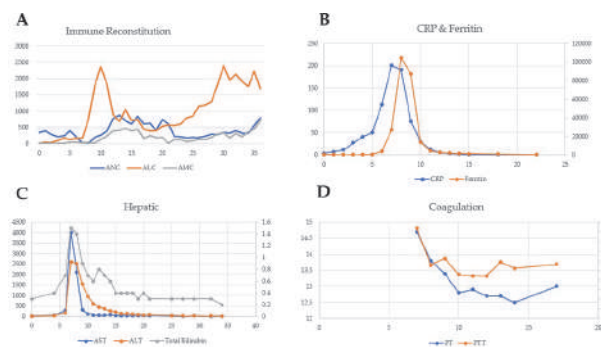 A
Immune Reconstitution
3000
2500
2000
1500
1000
500
0
0 5 10 15 20 25 30 35
ANC ALC AMC
B
CRP & Ferritin
250
200
150
100
50
0
120000
100000
80000
60000
40000
20000
0
0 5 10 15 20 25
CRP Ferritin
C
Hepatic
4500
4000
3500
3000
2500
2000
1500
1000
500
0
1.6
1.4
1.2
1
0.8
0.6
0.4
0.2
0
0 5 10 15 20 25 30 35 40
AST ALT Total Bilirubin
D
Coagulation
15
14.5
14
13.5
13
12.5
12
0 5 10 15 20
PT PTT